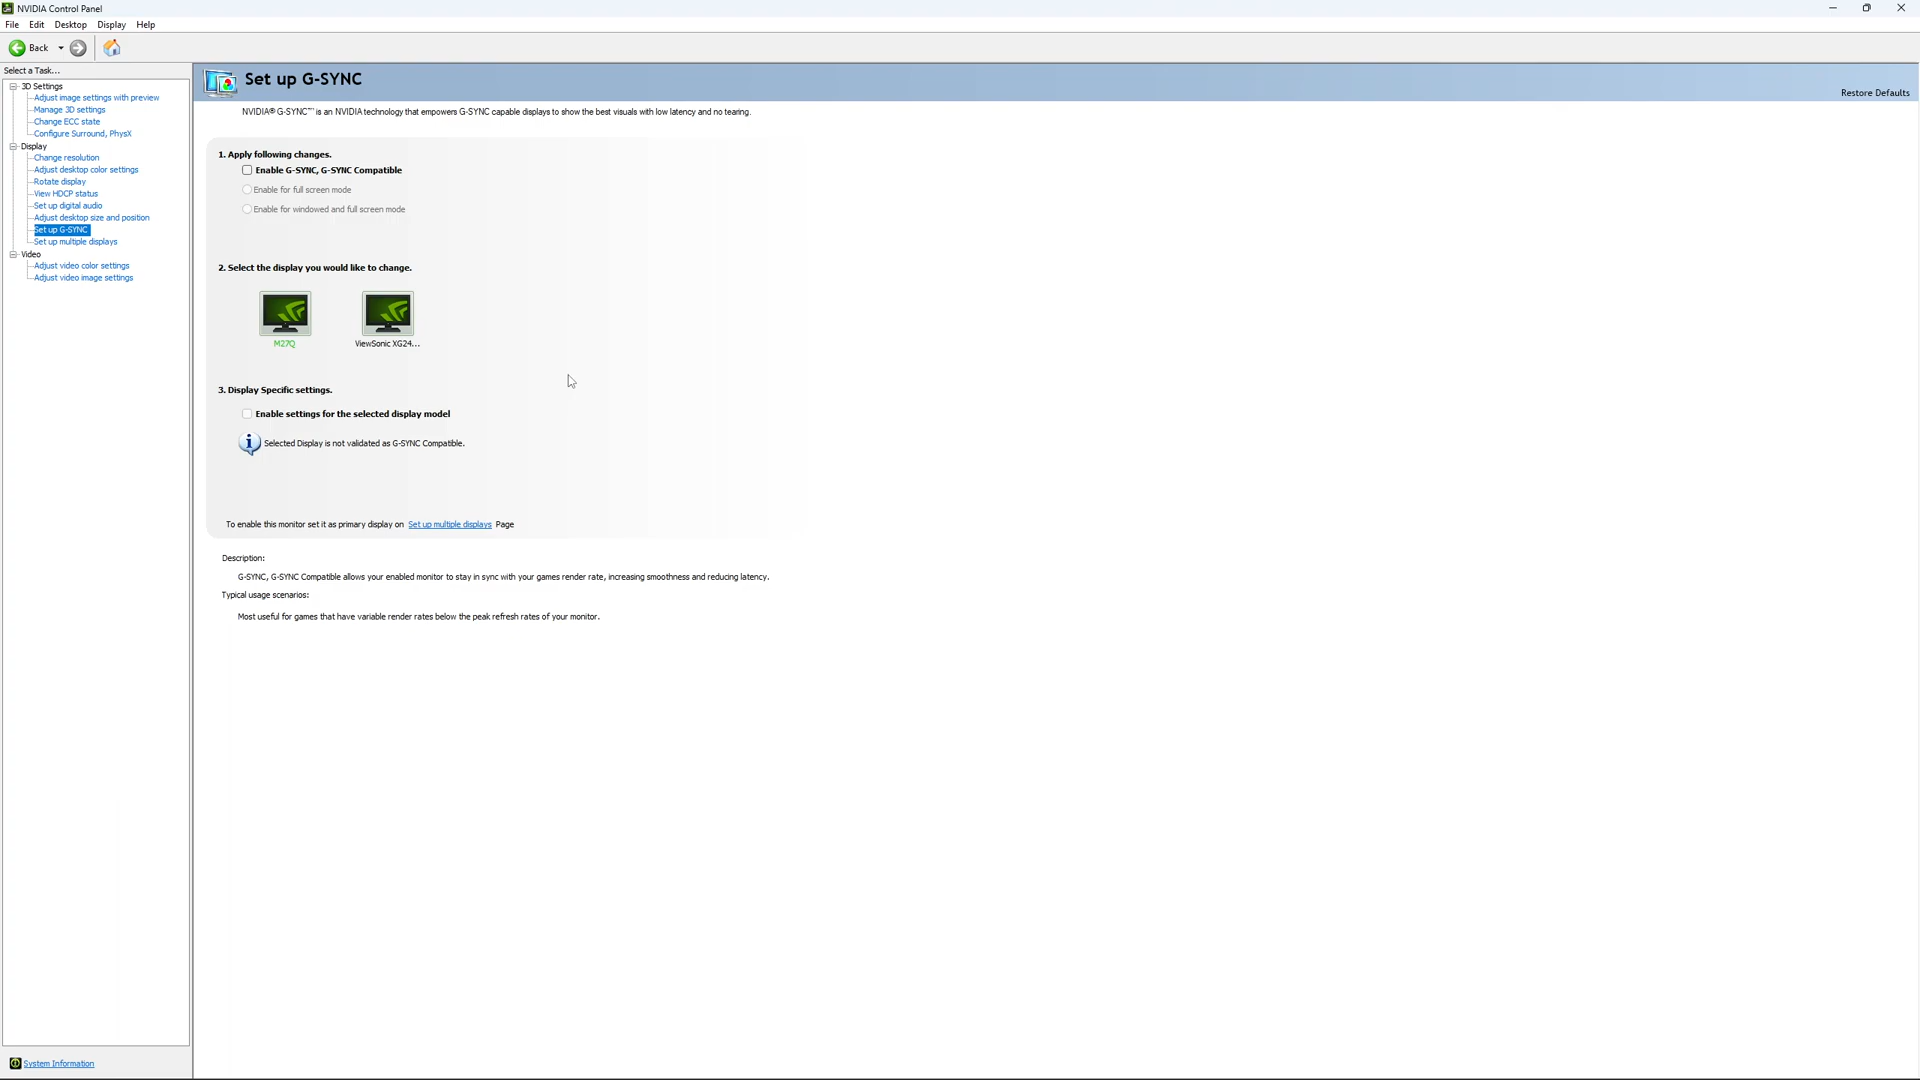 NVIDIA Control Panel
File Edit Desktop Display Help
Back
Select a Task...
3D Settings
Adjust image settings with preview
Manage 3D settings
Change ECC state
Configure Surround, PhysX
Display
Change resolution
Adjust desktop color settings
Rotate display
View HDCP status
Set up digital audio
Adjust desktop size and position
Set up G-SYNC
Set up multiple displays
Video
Adjust video color settings
Adjust video image settings
System Information
Set up G-SYNC
Restore Defaults
NVIDIA® G-SYNC™ is an NVIDIA technology that empowers G-SYNC capable displays to show the best visuals with low latency and no tearing.
1. Apply following changes.
Enable G-SYNC, G-SYNC Compatible
Enable for full screen mode
Enable for windowed and full screen mode
2. Select the display you would like to change.
M27Q ViewSonic XG24...
3. Display Specific settings.
Enable settings for the selected display model
Selected Display is not validated as G-SYNC Compatible.
To enable this monitor set it as primary display on Set up multiple displays Page
Description:
G-SYNC, G-SYNC Compatible allows your enabled monitor to stay in sync with your games render rate, increasing smoothness and reducing latency.
Typical usage scenarios:
Most useful for games that have variable render rates below the peak refresh rates of your monitor.